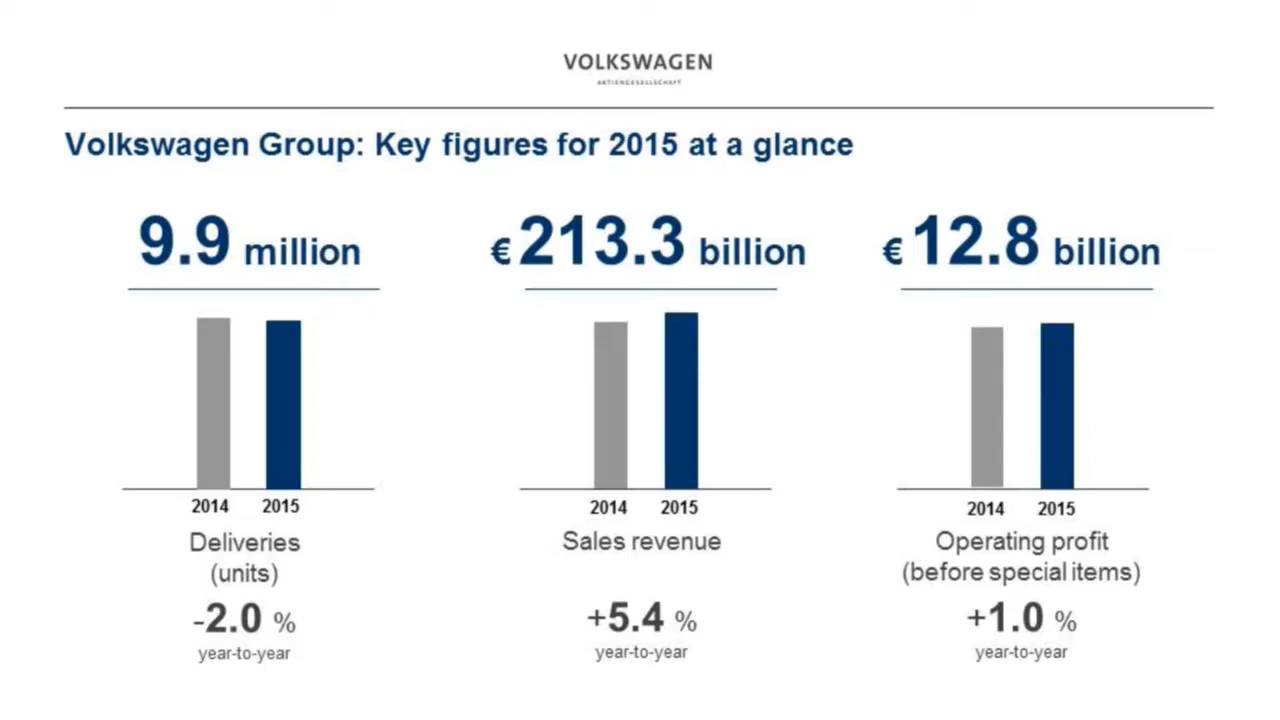 VOLKSWAGEN
AKTIENGESELLSCHAFT
Volkswagen Group: Key figures for 2015 at a glance
9.9 million
€ 213.3 billion
€ 12.8 billion
2014 2015
2014 2015
2014 2015
Deliveries
(units)
Sales revenue
Operating profit
(before special items)
-2.0 %
year-to-year
+5.4 %
year-to-year
+1.0 %
year-to-year